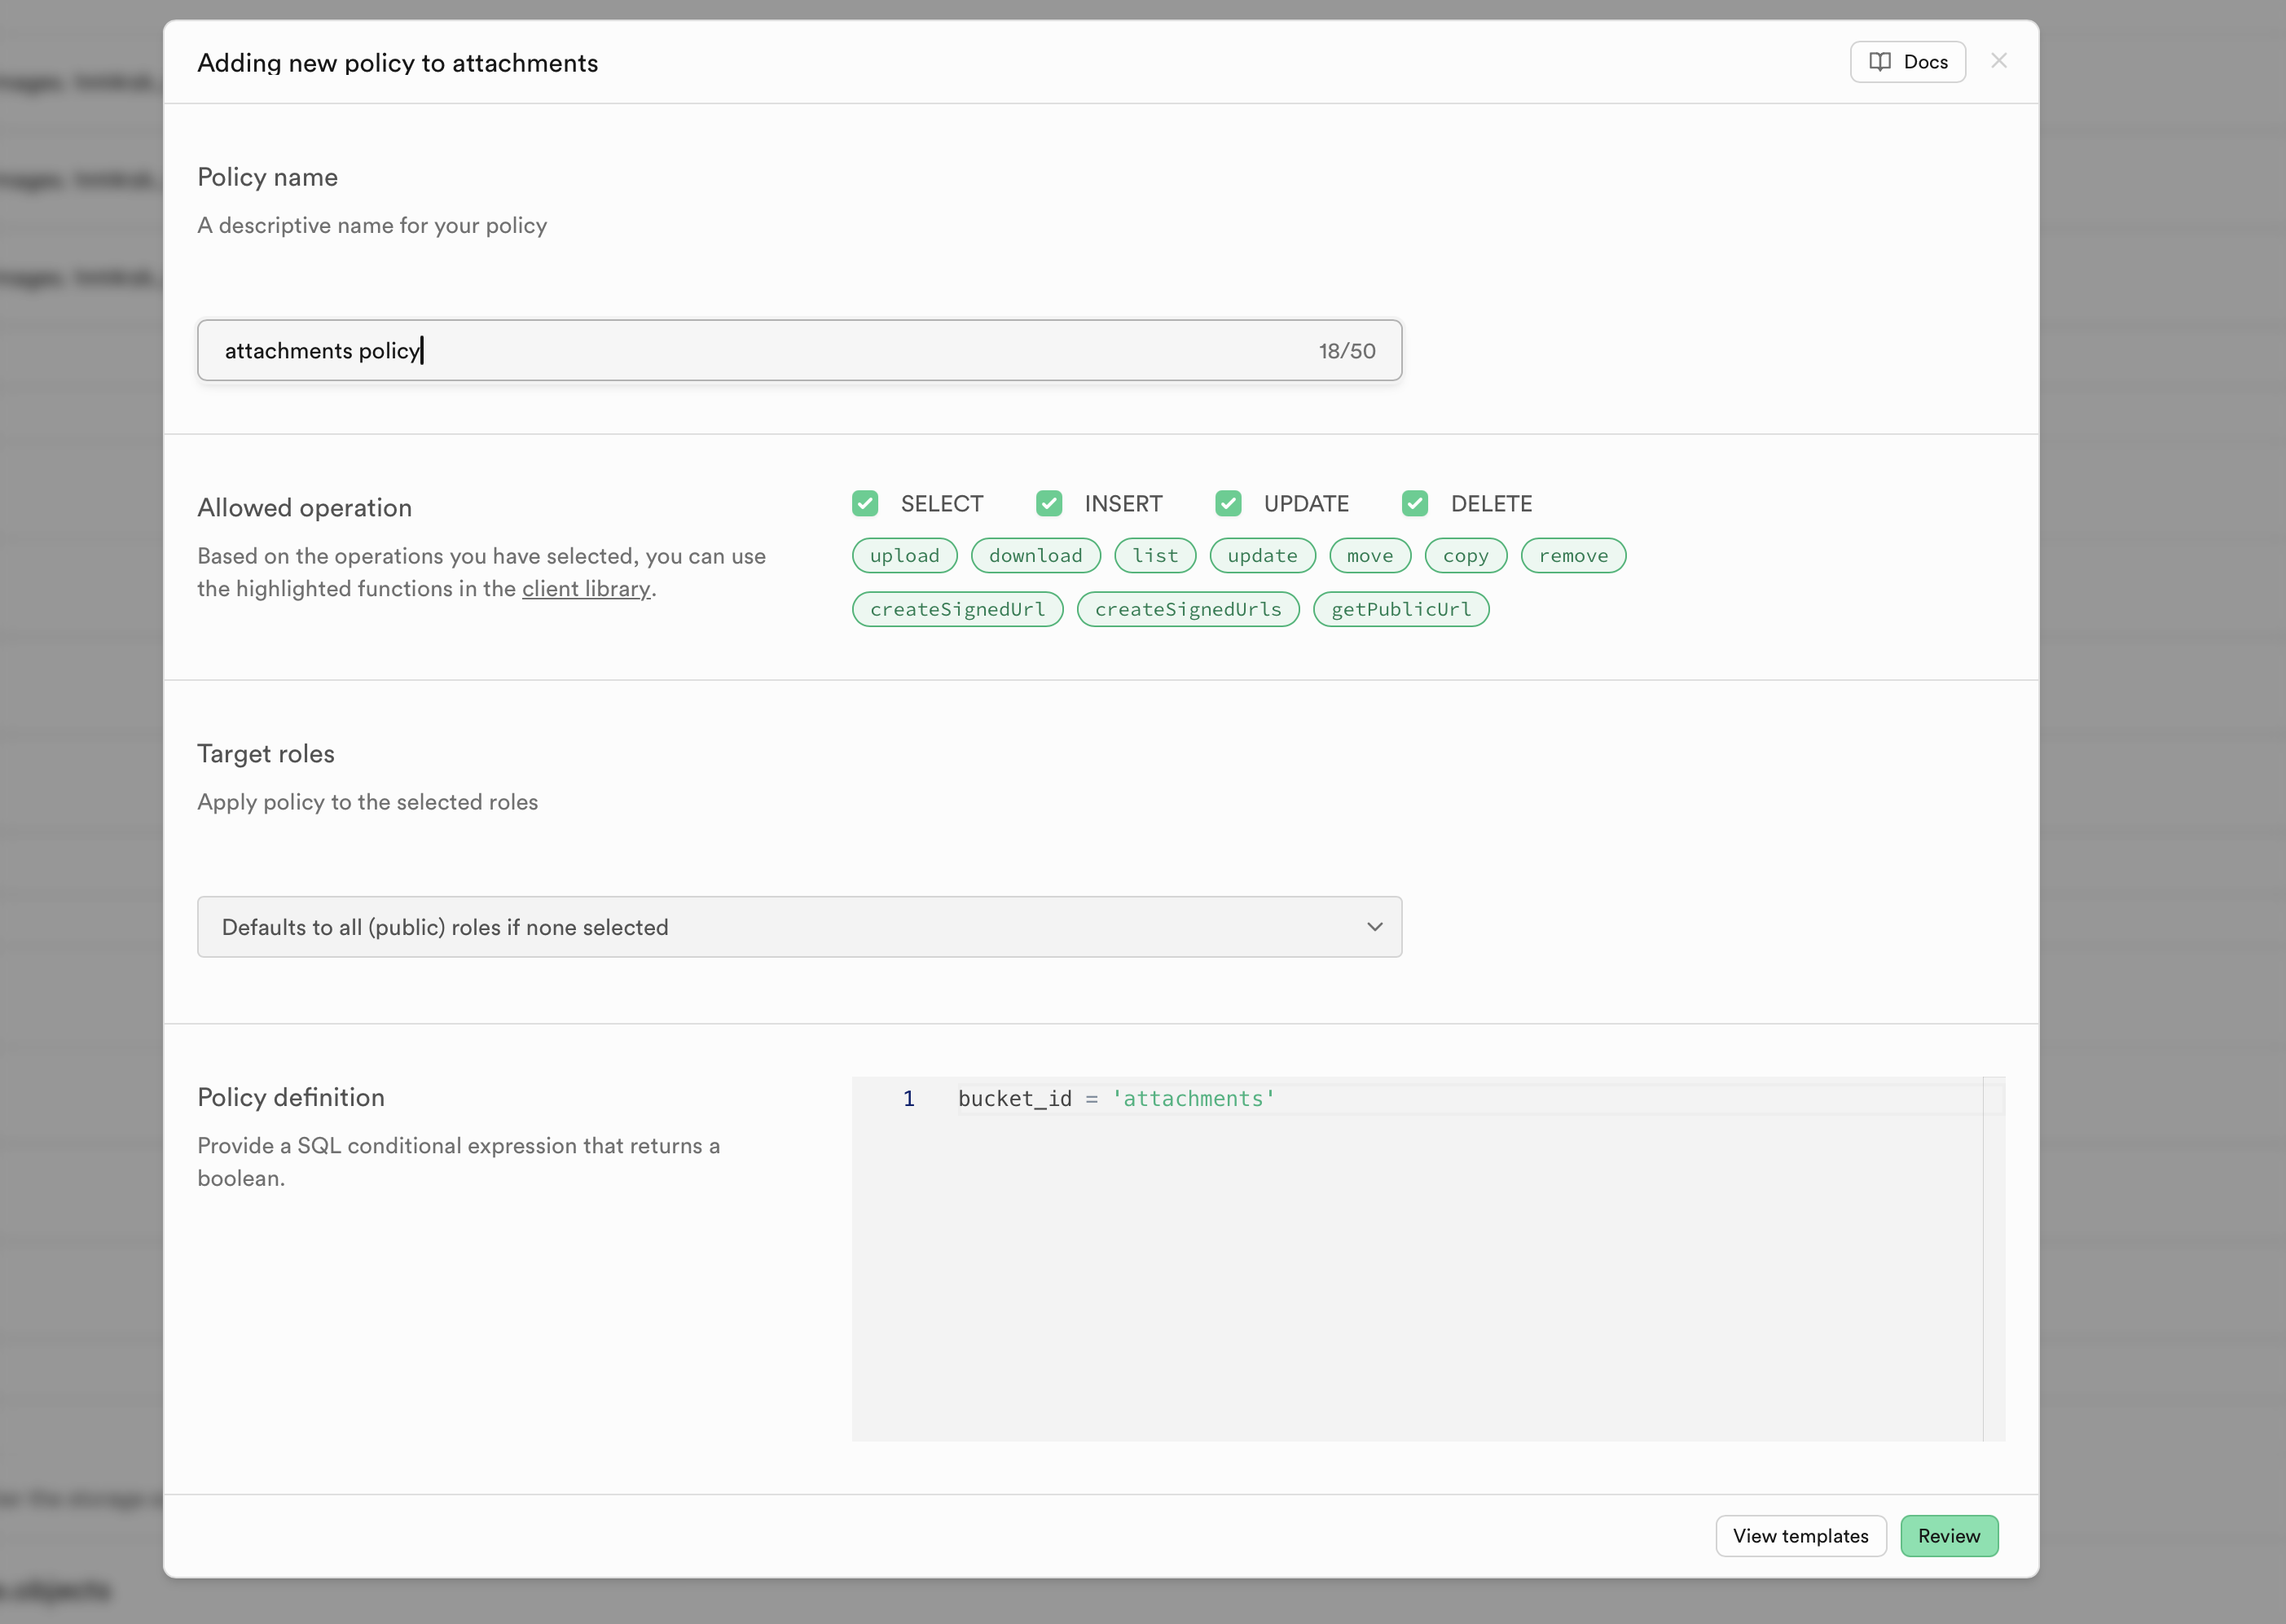 Adding new policy to attachments
Docs
Policy name
A descriptive name for your policy
attachments policy
18/50
Allowed operation
Based on the operations you have selected, you can use
the highlighted functions in the client library.
SELECT INSERT UPDATE DELETE
upload download list update move copy remove
createSignedUrl createSignedUrls getPublicUrl
Target roles
Apply policy to the selected roles
Defaults to all (public) roles if none selected
Policy definition
Provide a SQL conditional expression that returns a
boolean.
1 bucket_id = 'attachments'
View templates Review